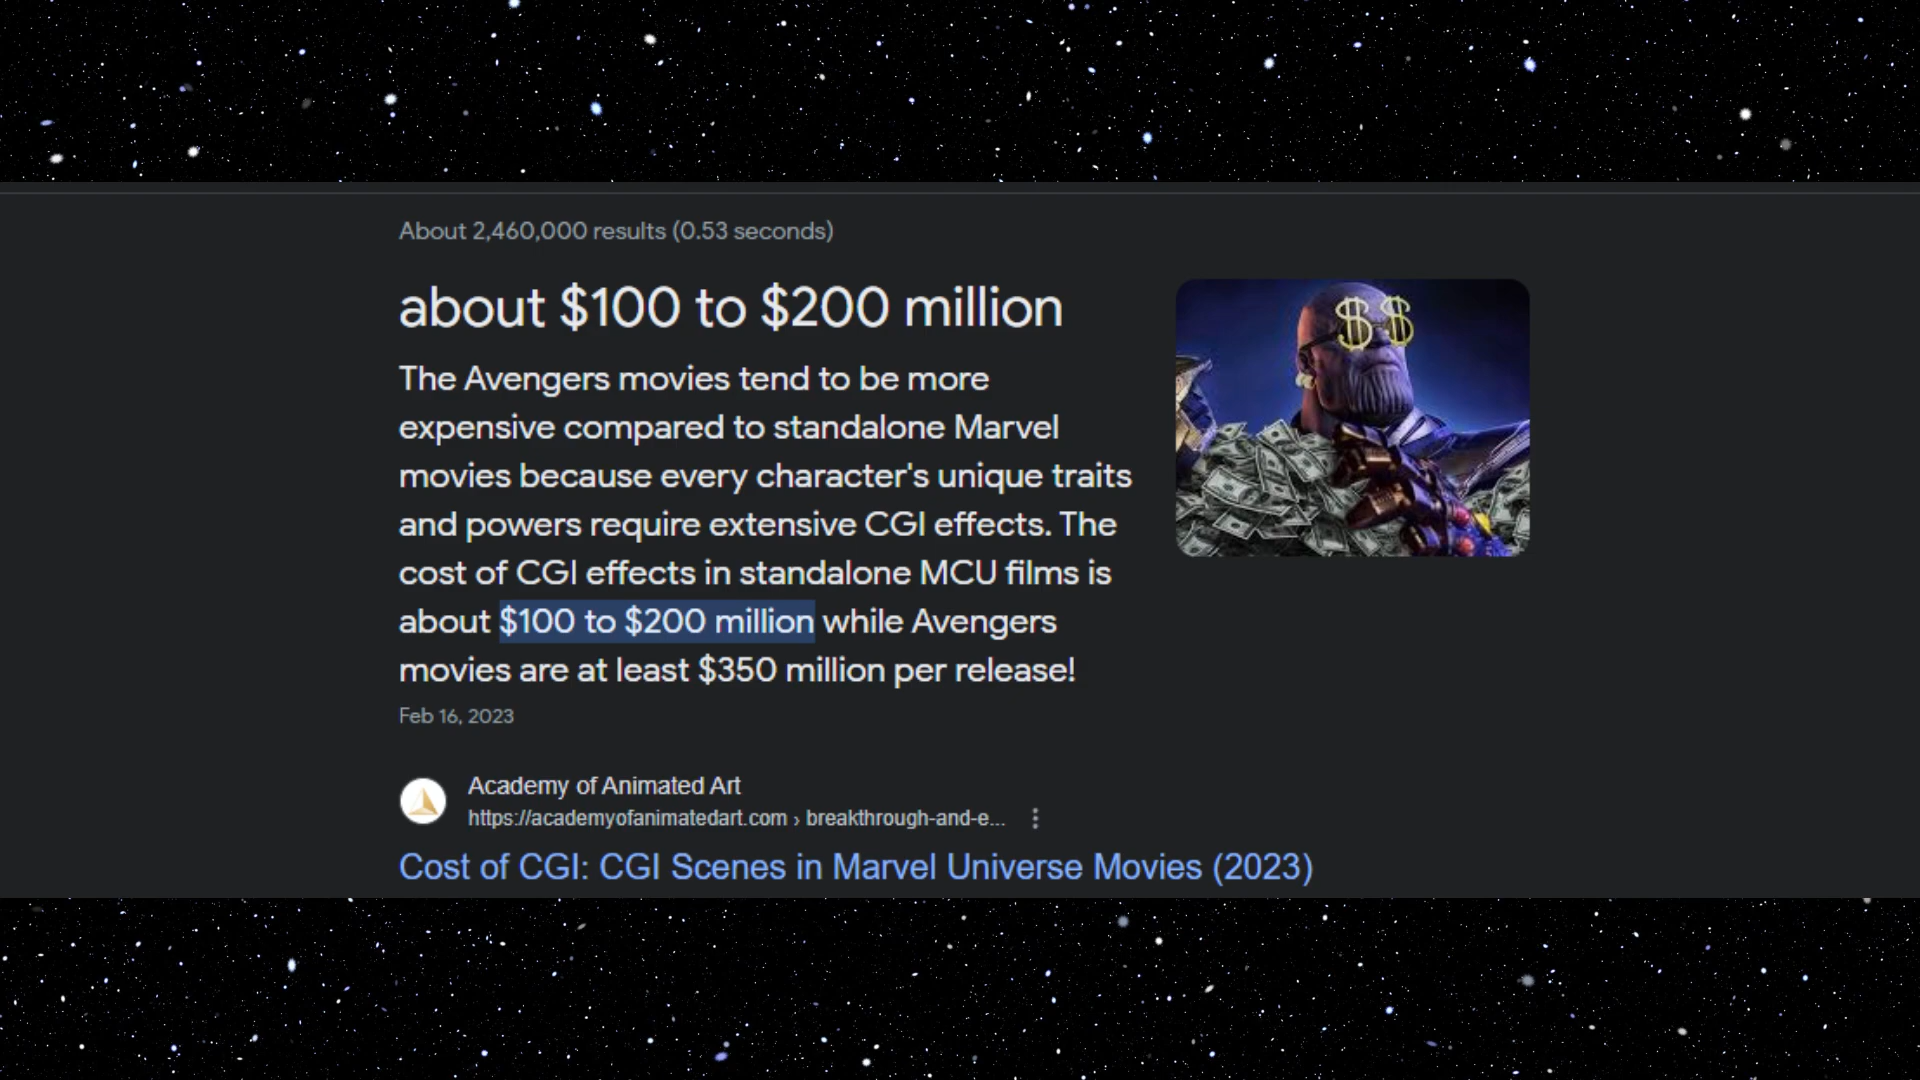 About 2,460,000 results (0.53 seconds)
about $100 to $200 million
The Avengers movies tend to be more
expensive compared to standalone Marvel
movies because every character's unique traits
and powers require extensive CGI effects. The
cost of CGI effects in standalone MCU films is
about $100 to $200 million while Avengers
movies are at least $350 million per release!
Feb 16, 2023
Academy of Animated Art
https://academyofanimatedart.com › breakthrough-and-e...
Cost of CGI: CGI Scenes in Marvel Universe Movies (2023)
$ $